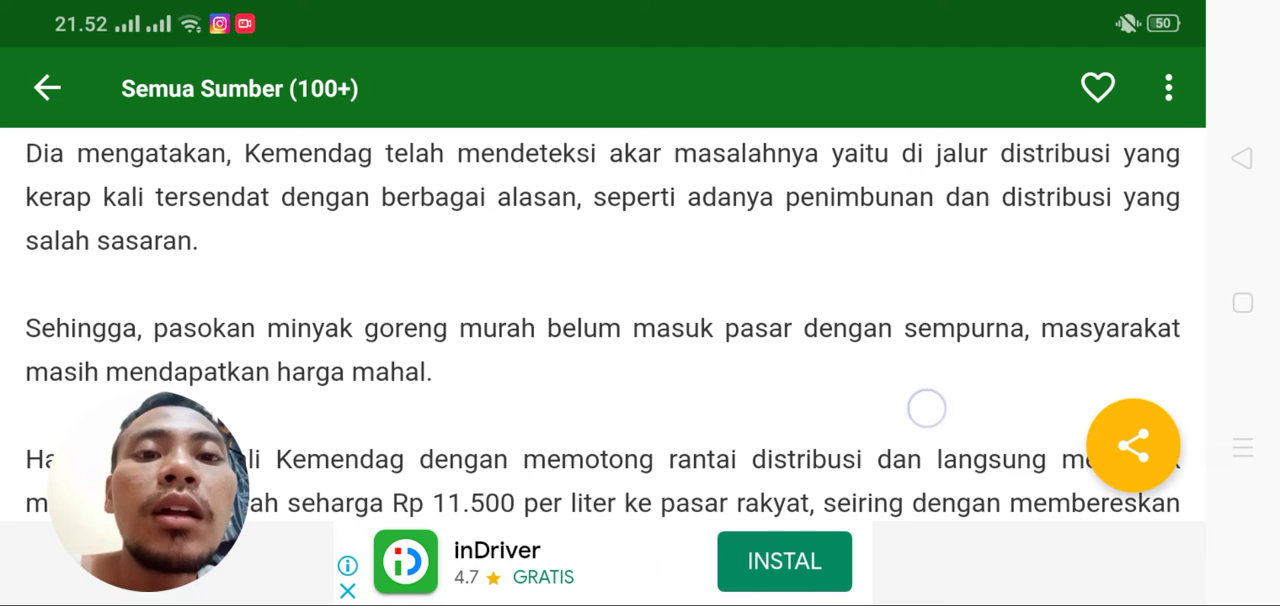 21.52
50
Semua Sumber (100+)
Dia mengatakan, Kemendag telah mendeteksi akar masalahnya yaitu di jalur distribusi yang
kerap kali tersendat dengan berbagai alasan, seperti adanya penimbunan dan distribusi yang
salah sasaran.
Sehingga, pasokan minyak goreng murah belum masuk pasar dengan sempurna, masyarakat
masih mendapatkan harga mahal.
Kemendag dengan memotong rantai distribusi dan langsung
seharga Rp 11.500 per liter ke pasar rakyat, seiring dengan membereskan
inDriver
4.7 ★ GRATIS
INSTAL